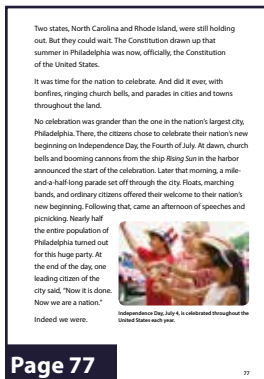 Two states, North Carolina and Rhode Island, were still holding
out. But they could wait. The Constitution drawn up that
summer in Philadelphia was now, officially, the Constitution
of the United States.
It was time for the nation to celebrate. And did it ever, with
bonfires, ringing church bells, and parades in cities and towns
throughout the land.
No celebration was grander than the one in the nation's largest city,
Philadelphia. There, the citizens chose to celebrate their nation's new
beginning on Independence Day, the Fourth of July. At dawn, church
bells and booming cannons from the ship Rising Sun in the harbor
announced the start of the celebration. Later that morning, a mile-
and-a-half-long parade set off through the city. Floats, marching
bands, and ordinary citizens offered their welcome to their nation's
new beginning. Following that, came an afternoon of speeches and
picnicking. Nearly half
the entire population of
Philadelphia turned out
for this huge party. At
the end of the day, one
leading citizen of the
city said, "Now it is done.
Now we are a nation."
Indeed we were.
Independence Day, July 4, is celebrated throughout the
United States each year.
Page 77
77